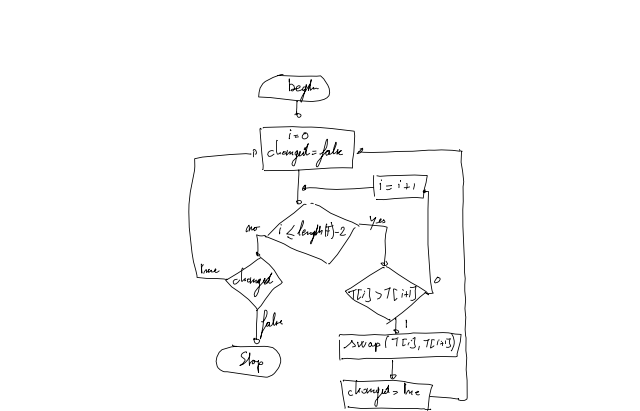 begin
i=0
changed = false
i = i+1
no
i ≤ length(T)-2
yes
true
changed
T[i] > T[i+1]
0
false
1
Stop
swap (T[i], T[i+1])
changed = true